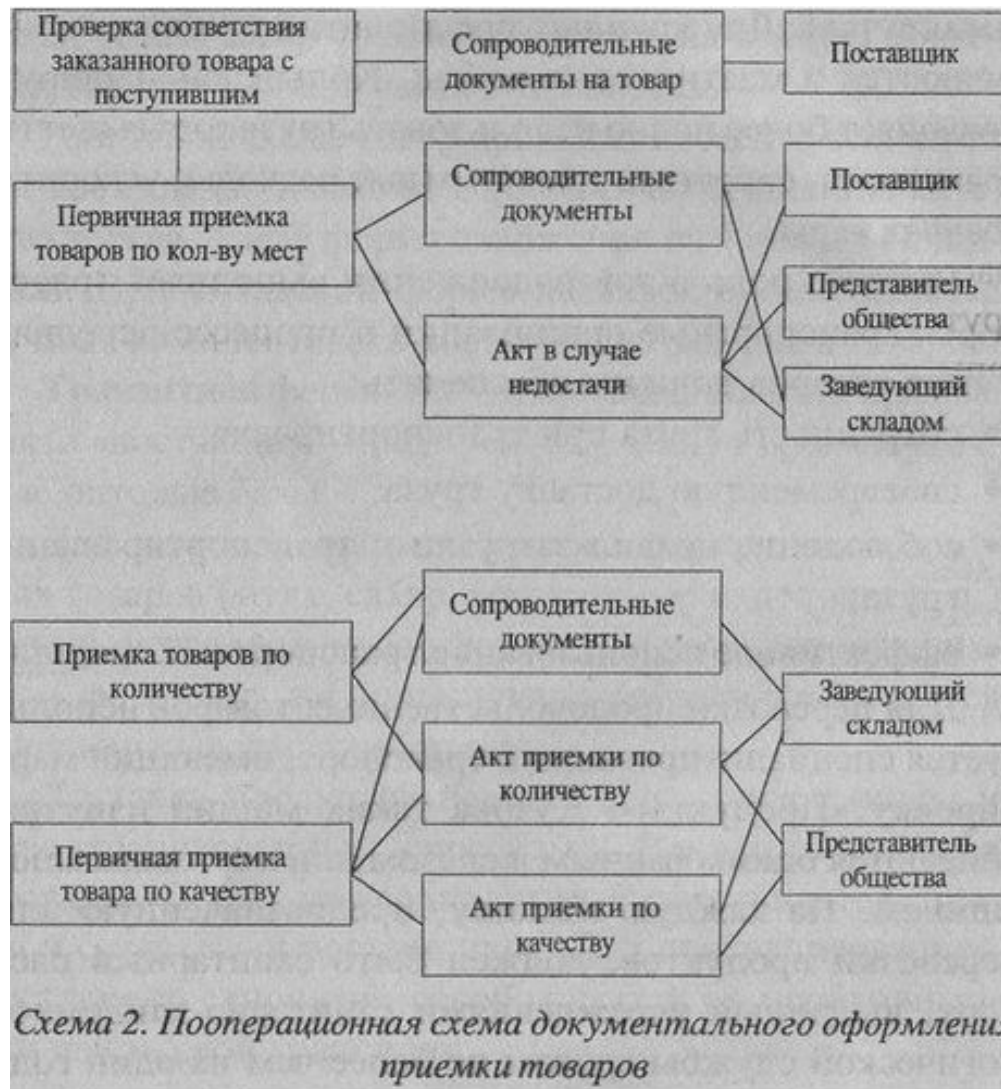 Проверка соответствия
заказанного товара с
поступившим
Сопроводительные
документы на товар
Поставщик
Первичная приемка
товаров по кол-ву мест
Сопроводительные
документы
Акт в случае
недостачи
Поставщик
Представитель
общества
Заведующий
складом
Приемка товаров по
количеству
Первичная приемка
товара по качеству
Сопроводительные
документы
Акт приемки по
количеству
Акт приемки по
качеству
Заведующий
складом
Представитель
общества
Схема 2. Пооперационная схема документального оформления
приемки товаров